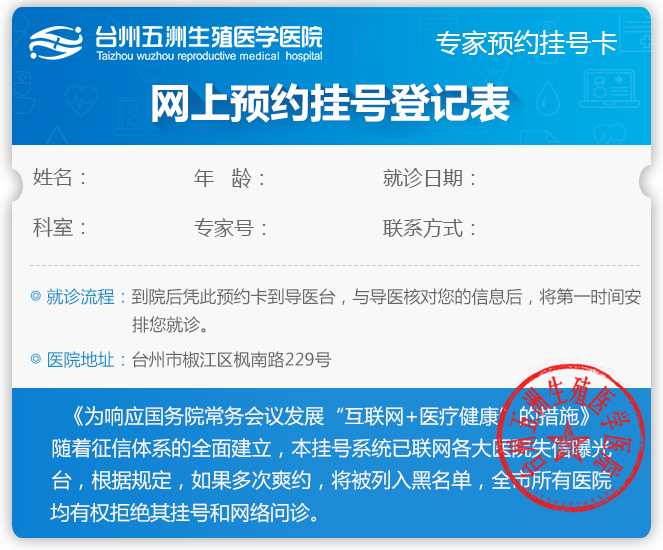 台州五洲生殖医学医院
Taizhou wuzhou reproductive medical hospital
专家预约挂号卡
网上预约挂号登记表
姓名： 年 龄： 就诊日期：
科室： 专家号： 联系方式：
就诊流程：到院后凭此预约卡到导医台，与导医核对您的信息后，将第一时间安
排您就诊。
医院地址：台州市椒江区枫南路229号
《为响应国务院常务会议发展“互联网+医疗健康”的措施》
随着征信体系的全面建立，本挂号系统已联网各大医院失信曝光
台，根据规定，如果多次爽约，将被列入黑名单，全市所有医院
均有权拒绝其挂号和网络问诊。
台州五洲生殖医学医院